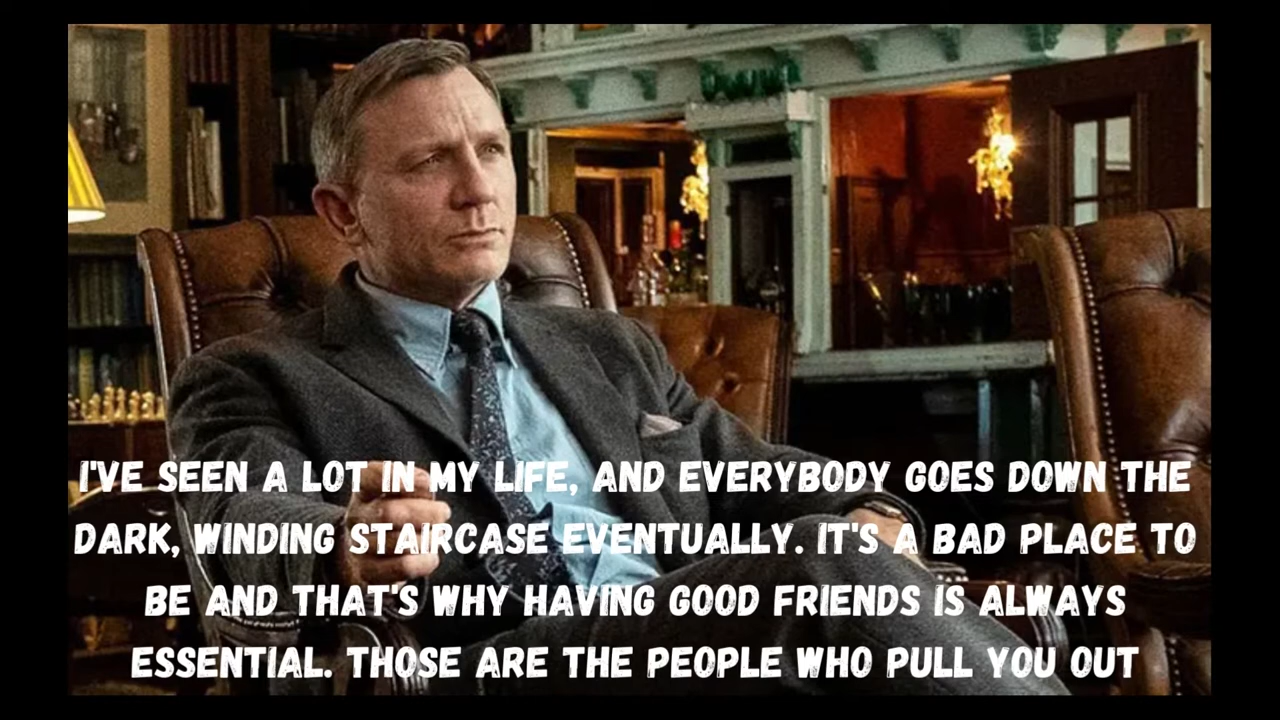 I'VE SEEN A LOT IN MY LIFE, AND EVERYBODY GOES DOWN THE
DARK, WINDING STAIRCASE EVENTUALLY. IT'S A BAD PLACE TO
BE AND THAT'S WHY HAVING GOOD FRIENDS IS ALWAYS
ESSENTIAL. THOSE ARE THE PEOPLE WHO PULL YOU OUT